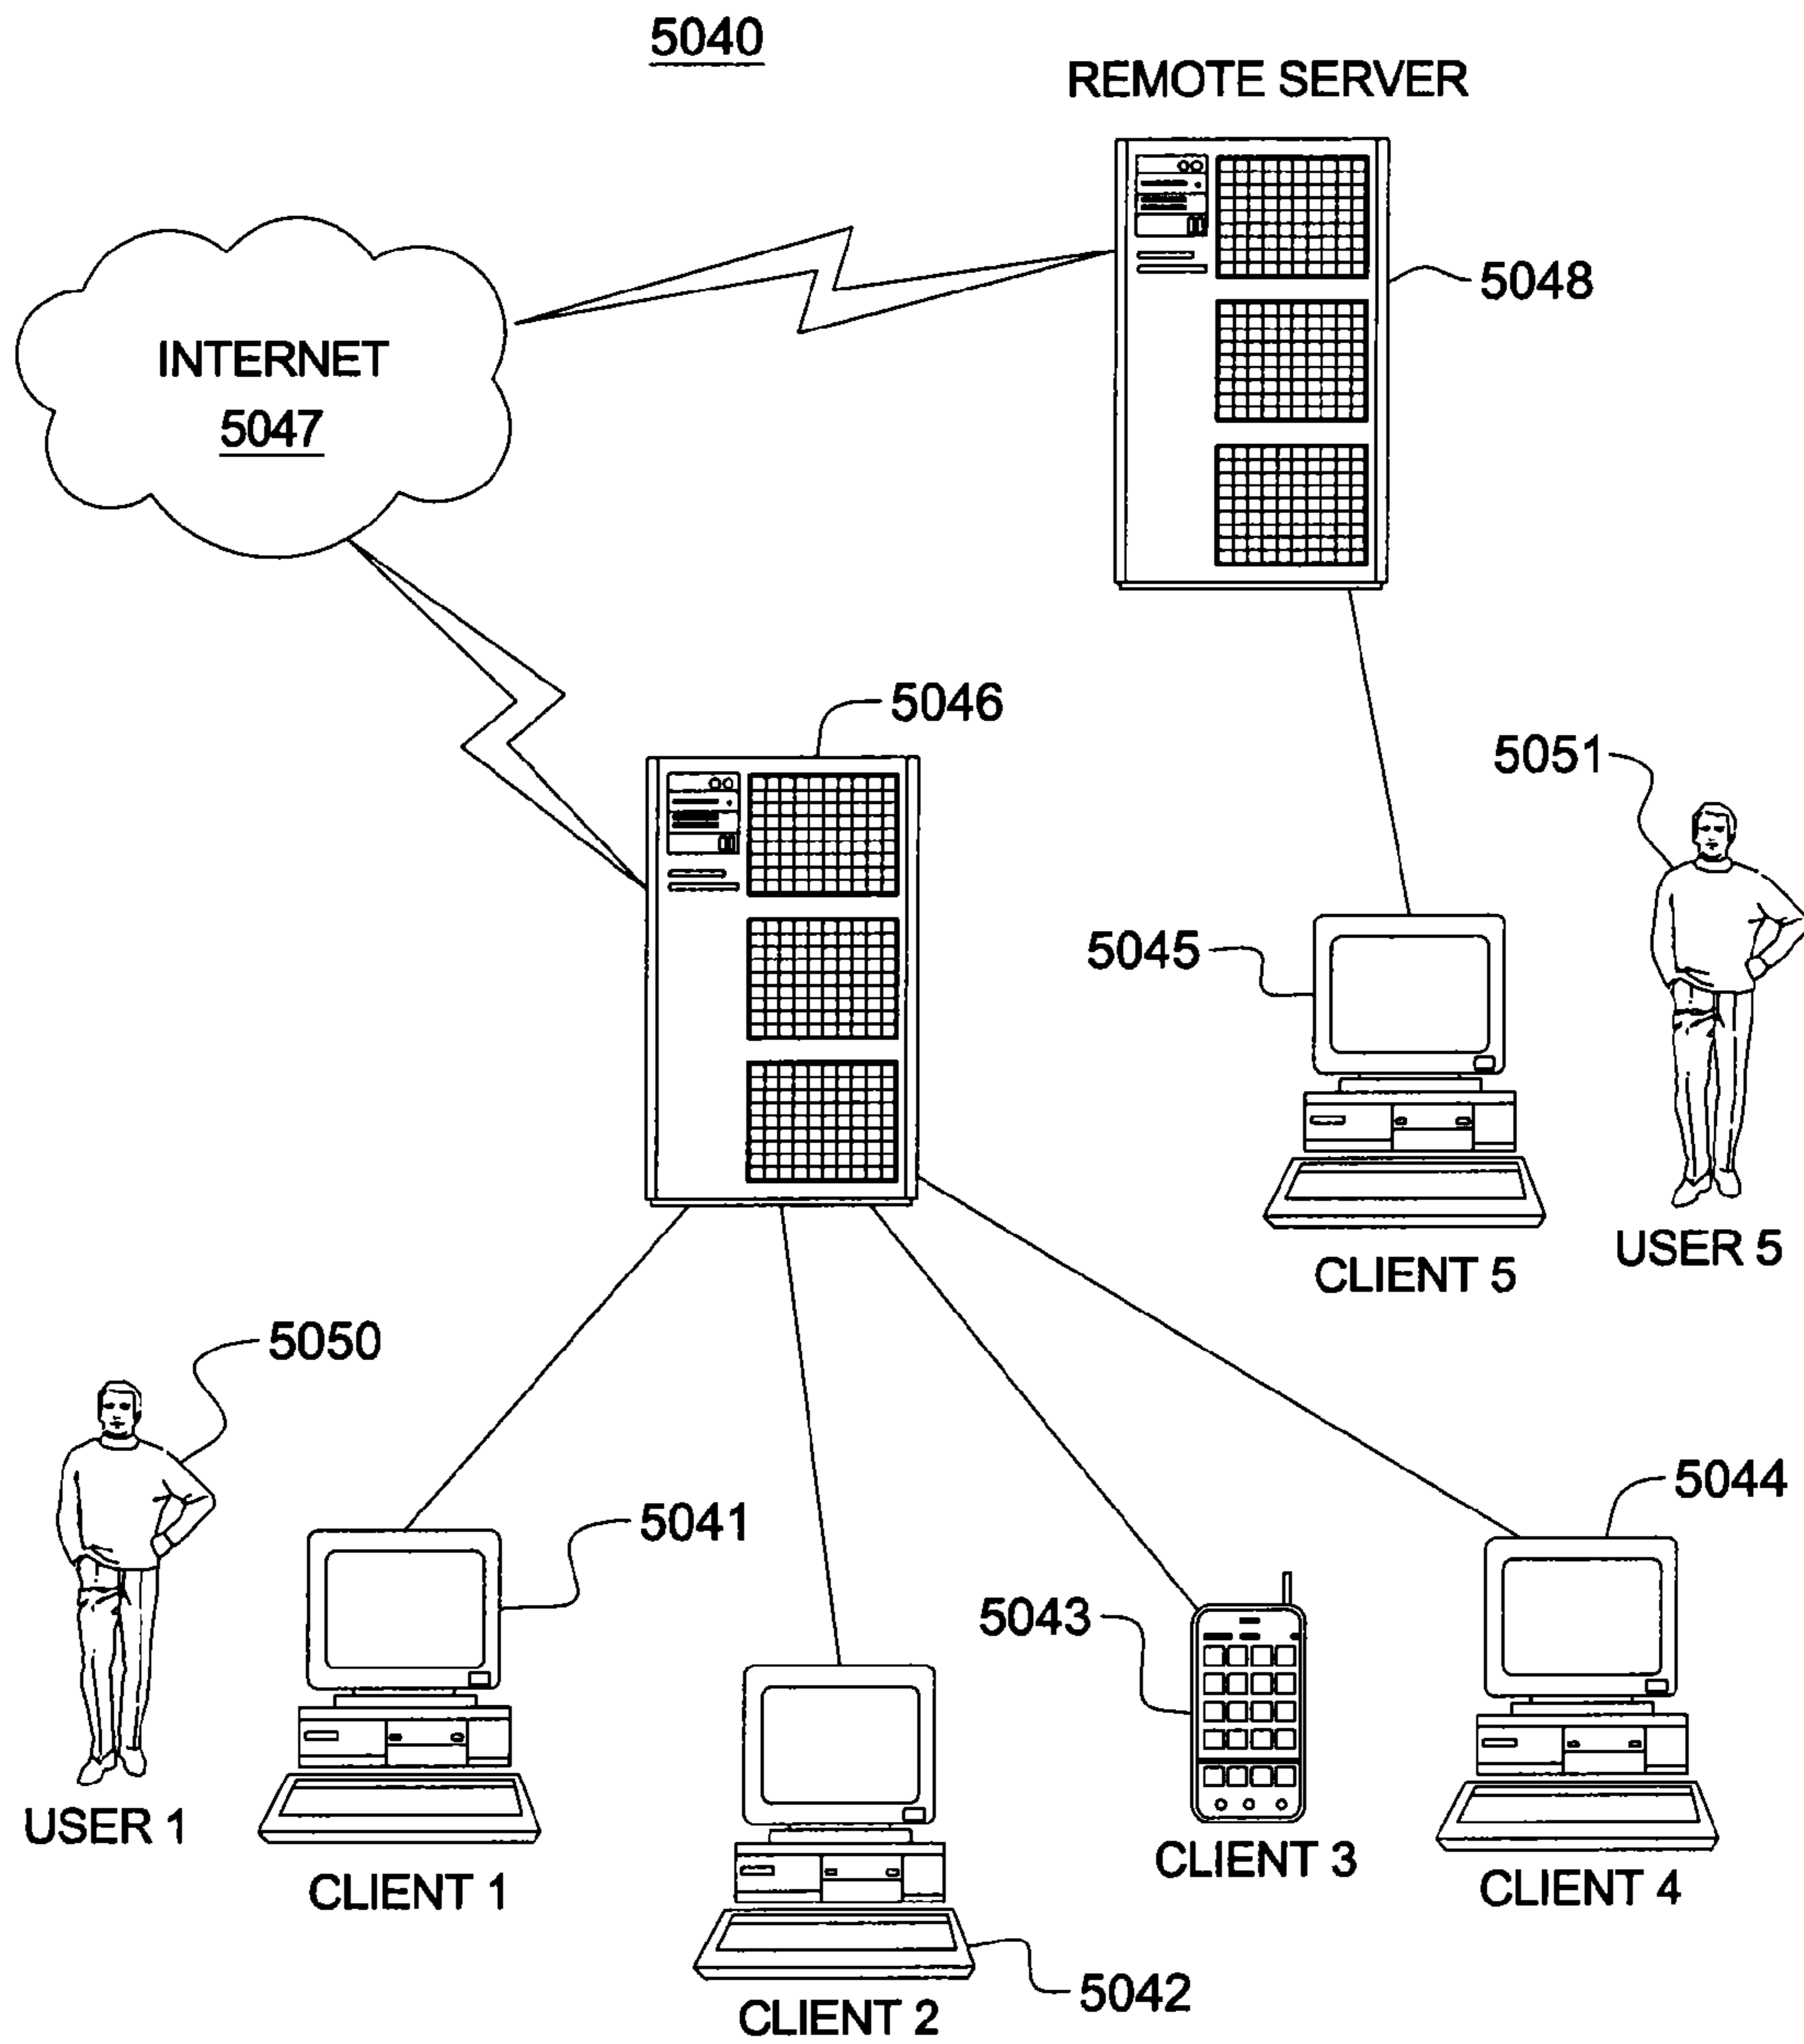 5040
REMOTE SERVER
5048
INTERNET
5047
5046
5051
5045
CLIENT 5
USER 5
5050
5041
5044
5043
USER 1
CLIENT 1
CLIENT 3
CLIENT 4
5042
CLIENT 2